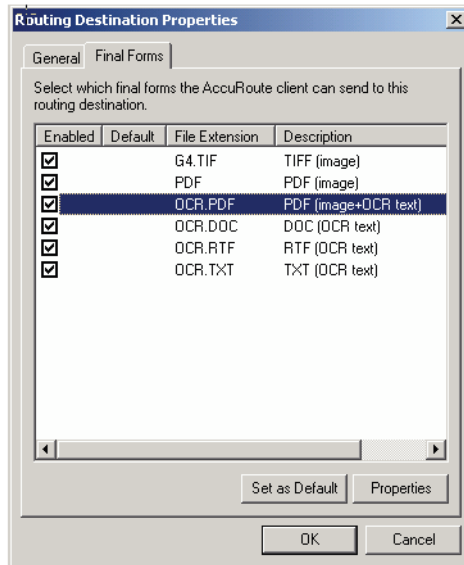 Routing Destination Properties
General Final Forms
Select which final forms the AccuRoute client can send to this
routing destination.
Enabled Default File Extension Description
G4.TIF TIFF (image)
PDF PDF (image)
OCR.PDF PDF (image+OCR text)
OCR.DOC DOC (OCR text)
OCR.RTF RTF (OCR text)
OCR.TXT TXT (OCR text)
Set as Default Properties
OK Cancel